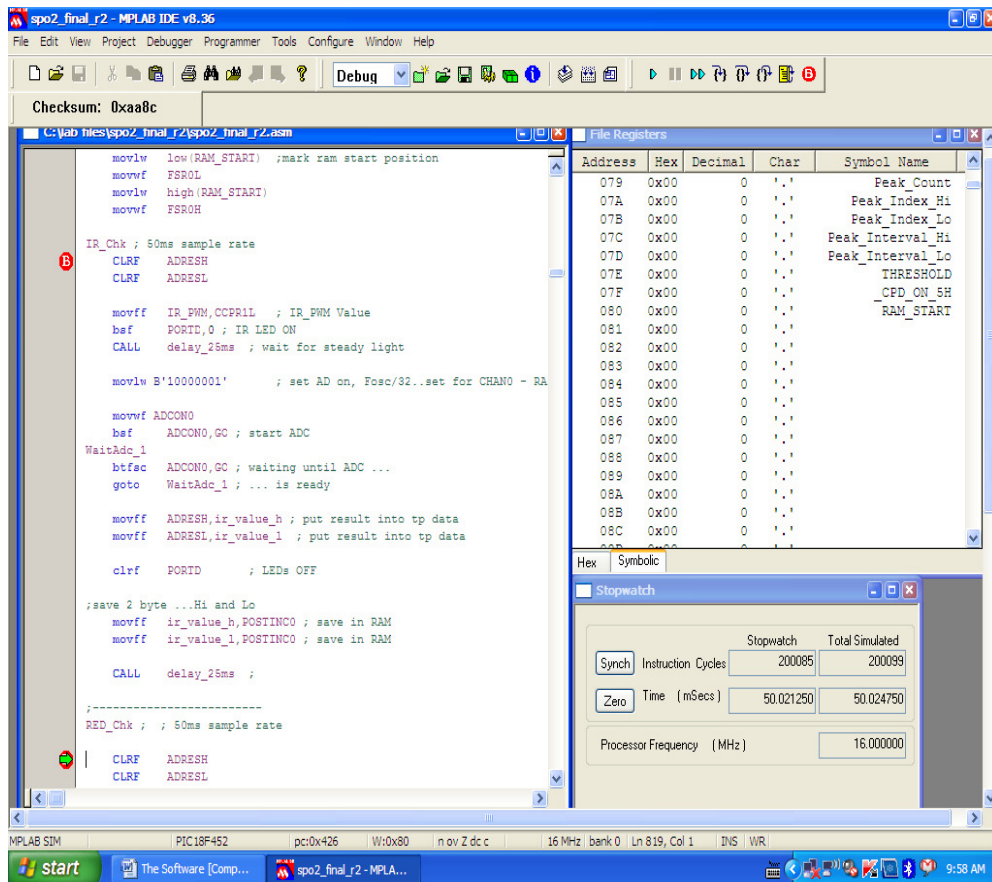 spo2_final_r2 - MPLAB IDE v8.36
File Edit View Project Debugger Programmer Tools Configure Window Help
Debug
Checksum: 0xaa8c
C:\lab files\spo2_final_r2\spo2_final_r2.asm
movlw low(RAM_START) ;mark ram start position
movwf FSR0L
movlw high(RAM_START)
movwf FSR0H
IR_Chk ; 50ms sample rate
B CLRF ADRESH
CLRF ADRESL
movff IR_PWM,CCPR1L ; IR_PWM Value
bsf PORTD,0 ; IR LED ON
CALL delay_25ms ; wait for steady light
movlw B'10000001' ; set AD on, Fosc/32..set for CHAN0 - RA
movwf ADCON0
bsf ADCON0,GO ; start ADC
WaitAdc_1
btfsc ADCON0,GO ; waiting until ADC ...
goto WaitAdc_1 ; ... is ready
movff ADRESH,ir_value_h ; put result into tp data
movff ADRESL,ir_value_l ; put result into tp data
clrf PORTD ; LEDs OFF
;save 2 byte ...Hi and Lo
movff ir_value_h,POSTINC0 ; save in RAM
movff ir_value_l,POSTINC0 ; save in RAM
CALL delay_25ms ;
;-------------------------
RED_Chk ; ; 50ms sample rate
CLRF ADRESH
CLRF ADRESL
File Registers
Address Hex Decimal Char Symbol Name
079 0x00 0 '.' Peak_Count
07A 0x00 0 '.' Peak_Index_Hi
07B 0x00 0 '.' Peak_Index_Lo
07C 0x00 0 '.' Peak_Interval_Hi
07D 0x00 0 '.' Peak_Interval_Lo
07E 0x00 0 '.' THRESHOLD
07F 0x00 0 '.' _CPD_ON_5H
080 0x00 0 '.' RAM_START
081 0x00 0 '.'
082 0x00 0 '.'
083 0x00 0 '.'
084 0x00 0 '.'
085 0x00 0 '.'
086 0x00 0 '.'
087 0x00 0 '.'
088 0x00 0 '.'
089 0x00 0 '.'
08A 0x00 0 '.'
08B 0x00 0 '.'
08C 0x00 0 '.'
Hex Symbolic
Stopwatch
Stopwatch Total Simulated
Synch Instruction Cycles 200085 200099
Zero Time (mSecs) 50.021250 50.024750
Processor Frequency (MHz) 16.000000
MPLAB SIM PIC18F452 pc:0x426 W:0x80 n ov Z dc c 16 MHz bank 0 Ln 819, Col 1 INS WR
start The Software [Comp... spo2_final_r2 - MPLA... 9:58 AM